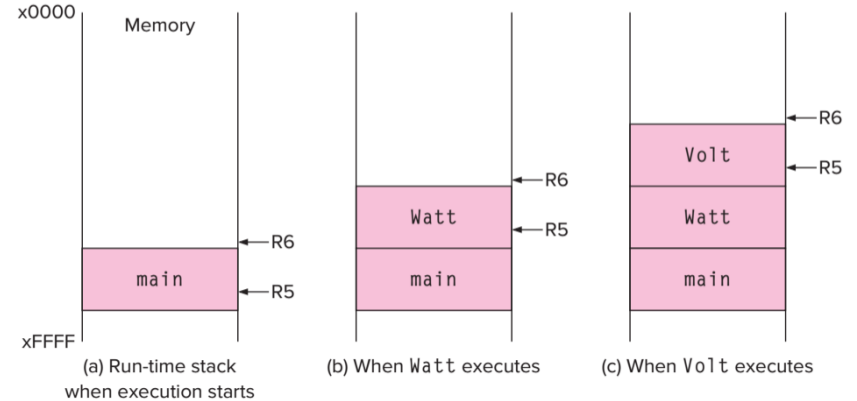 x0000
Memory
R6
main
R5
xFFFF
(a) Run-time stack
when execution starts
R6
Watt
R5
main
(b) When Watt executes
R6
Volt
R5
Watt
main
(c) When Volt executes